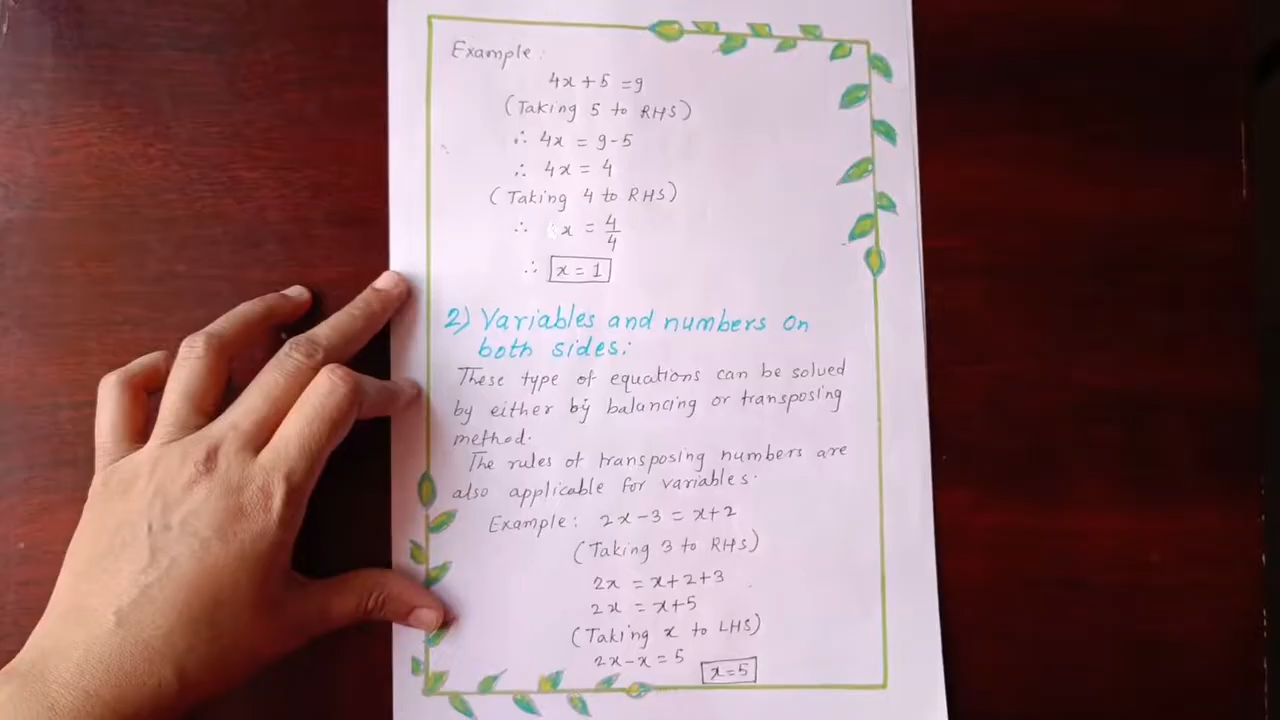 Example:
4x + 5 = 9
(Taking 5 to RHS)
∴ 4x = 9-5
∴ 4x = 4
(Taking 4 to RHS)
∴ x = 4/4
∴ x = 1
2) Variables and numbers on
both sides:
These type of equations can be solved
by either by balancing or transposing
method.
The rules of transposing numbers are
also applicable for variables.
Example: 2x-3 = x+2
(Taking 3 to RHS)
2x = x+2+3
2x = x+5
(Taking x to LHS)
2x-x = 5
x=5